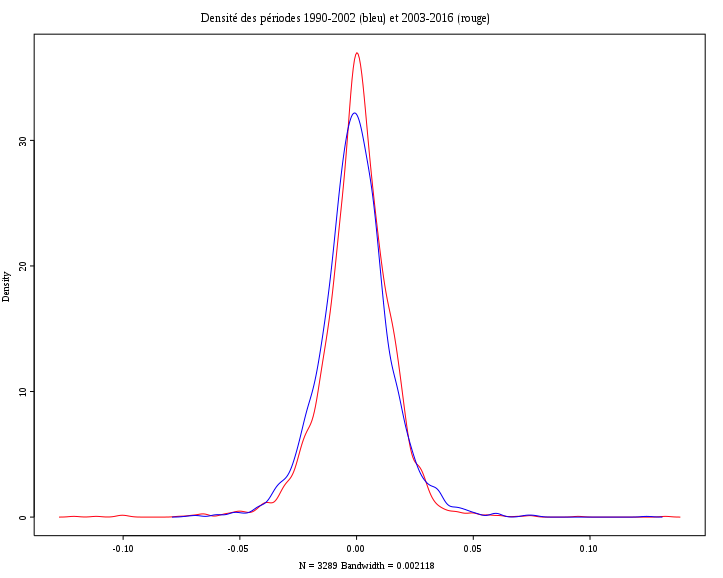 Densité des périodes 1990-2002 (bleu) et 2003-2016 (rouge)
Density
30
20
10
0
-0.10 -0.05 0.00 0.05 0.10
N = 3289 Bandwidth = 0.002118